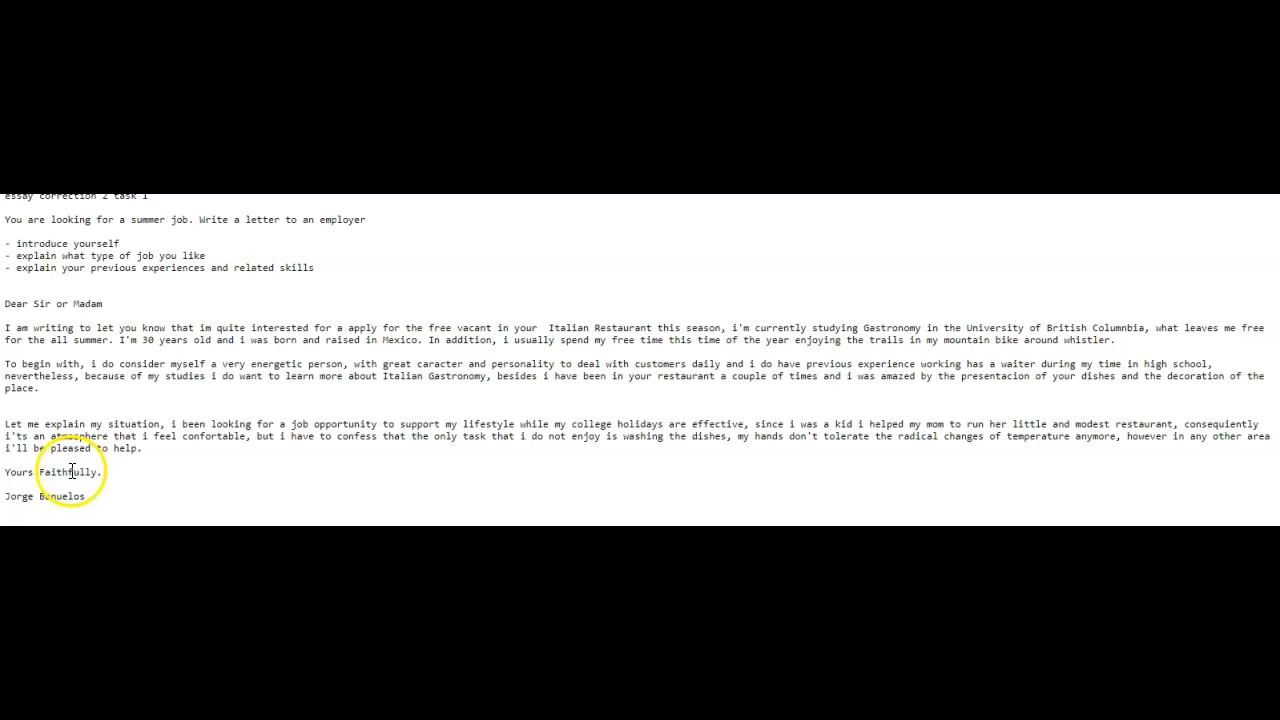 essay correction 2 task 1
You are looking for a summer job. Write a letter to an employer
- introduce yourself
- explain what type of job you like
- explain your previous experiences and related skills
Dear Sir or Madam
I am writing to let you know that im quite interested for a apply for the free vacant in your  Italian Restaurant this season, i'm currently studying Gastronomy in the University of British Columnbia, what leaves me free
for the all summer. I'm 30 years old and i was born and raised in Mexico. In addition, i usually spend my free time this time of the year enjoying the trails in my mountain bike around whistler.
To begin with, i do consider myself a very energetic person, with great caracter and personality to deal with customers daily and i do have previous experience working has a waiter during my time in high school,
nevertheless, because of my studies i do want to learn more about Italian Gastronomy, besides i have been in your restaurant a couple of times and i was amazed by the presentacion of your dishes and the decoration of the
place.
Let me explain my situation, i been looking for a job opportunity to support my lifestyle while my college holidays are effective, since i was a kid i helped my mom to run her little and modest restaurant, consequiently
i'ts an atmosphere that i feel confortable, but i have to confess that the only task that i do not enjoy is washing the dishes, my hands don't tolerate the radical changes of temperature anymore, however in any other area
i'll be pleased to help.
Yours Faithfully.
Jorge Banuelos